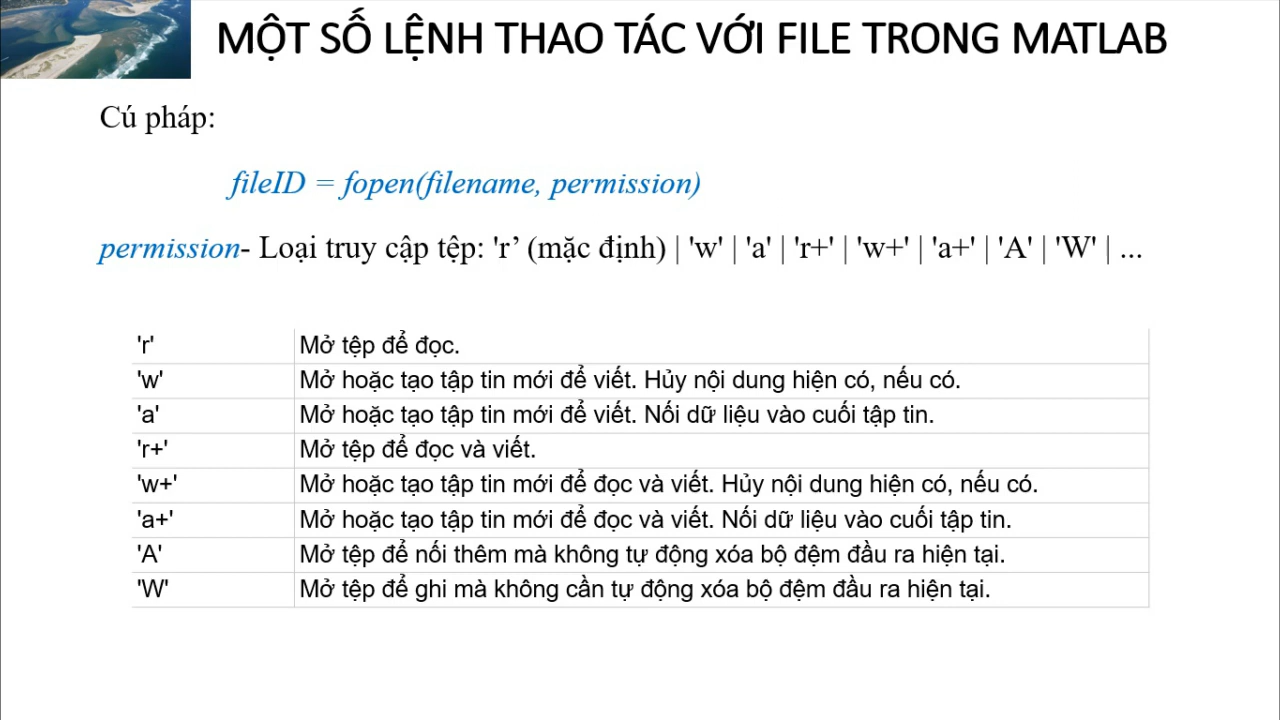 MỘT SỐ LỆNH THAO TÁC VỚI FILE TRONG MATLAB
Cú pháp:
fileID = fopen(filename, permission)
permission- Loại truy cập tệp: 'r’ (mặc định) | 'w' | 'a' | 'r+' | 'w+' | 'a+' | 'A' | 'W' | ...
'r' Mở tệp để đọc.
'w' Mở hoặc tạo tập tin mới để viết. Hủy nội dung hiện có, nếu có.
'a' Mở hoặc tạo tập tin mới để viết. Nối dữ liệu vào cuối tập tin.
'r+' Mở tệp để đọc và viết.
'w+' Mở hoặc tạo tập tin mới để đọc và viết. Hủy nội dung hiện có, nếu có.
'a+' Mở hoặc tạo tập tin mới để đọc và viết. Nối dữ liệu vào cuối tập tin.
'A' Mở tệp để nối thêm mà không tự động xóa bộ đệm đầu ra hiện tại.
'W' Mở tệp để ghi mà không cần tự động xóa bộ đệm đầu ra hiện tại.